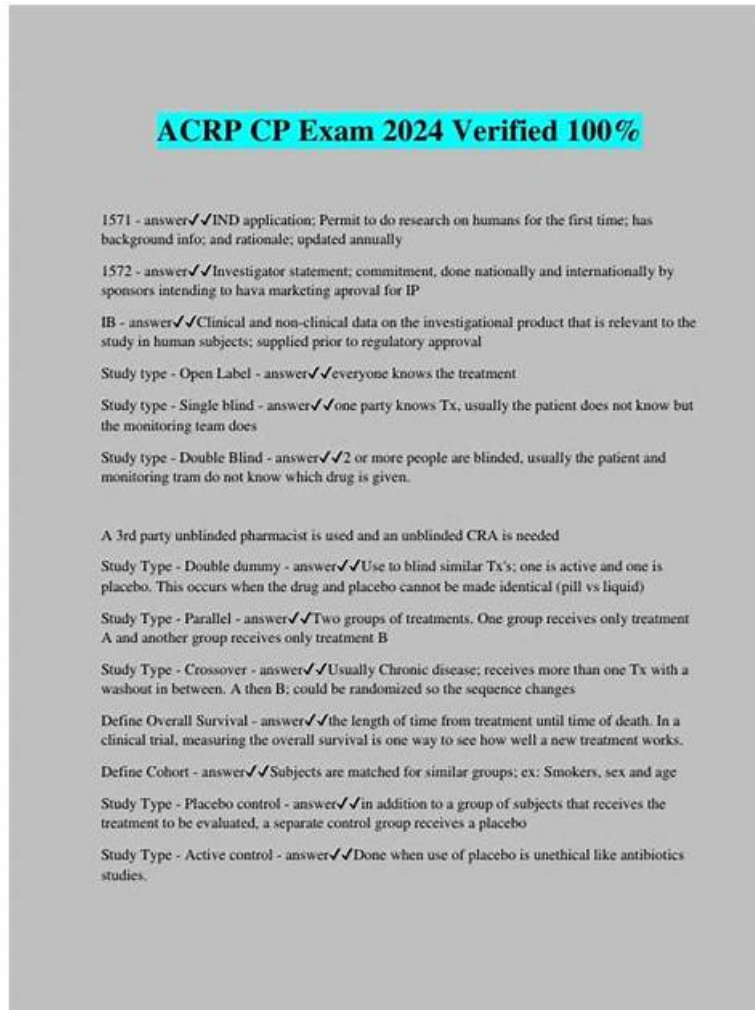 ACRP CP Exam 2024 Verified 100%
1571 - answer✓✓IND application; Permit to do research on humans for the first time; has
background info; and rationale; updated annually
1572 - answer✓✓Investigator statement; commitment, done nationally and internationally by
sponsors intending to hava marketing aproval for IP
IB - answer✓✓Clinical and non-clinical data on the investigational product that is relevant to the
study in human subjects; supplied prior to regulatory approval
Study type - Open Label - answer✓✓everyone knows the treatment
Study type - Single blind - answer✓✓one party knows Tx, usually the patient does not know but
the monitoring team does
Study type - Double Blind - answer✓✓2 or more people are blinded, usually the patient and
monitoring tram do not know which drug is given.
A 3rd party unblinded pharmacist is used and an unblinded CRA is needed
Study Type - Double dummy - answer✓✓Use to blind similar Tx's; one is active and one is
placebo. This occurs when the drug and placebo cannot be made identical (pill vs liquid)
Study Type - Parallel - answer✓✓Two groups of treatments. One group receives only treatment
A and another group receives only treatment B
Study Type - Crossover - answer✓✓Usually Chronic disease; receives more than one Tx with a
washout in between. A then B; could be randomized so the sequence changes
Define Overall Survival - answer✓✓the length of time from treatment until time of death. In a
clinical trial, measuring the overall survival is one way to see how well a new treatment works.
Define Cohort - answer✓✓Subjects are matched for similar groups; ex: Smokers, sex and age
Study Type - Placebo control - answer✓✓in addition to a group of subjects that receives the
treatment to be evaluated, a separate control group receives a placebo
Study Type - Active control - answer✓✓Done when use of placebo is unethical like antibiotics
studies.